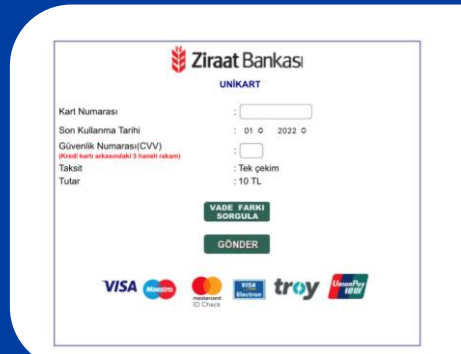 Ziraat Bankası
UNİKART
Kart Numarası :
Son Kullanma Tarihi : 01 2022
Güvenlik Numarası(CVV) :
(Kredi kartı arkasındaki 3 haneli rakam)
Taksit : Tek çekim
Tutar : 10 TL
VADE FARKI
SORGULA
GÖNDER
VISA Maestro mastercard ID Check VISA Electron troy UnionPay 银联